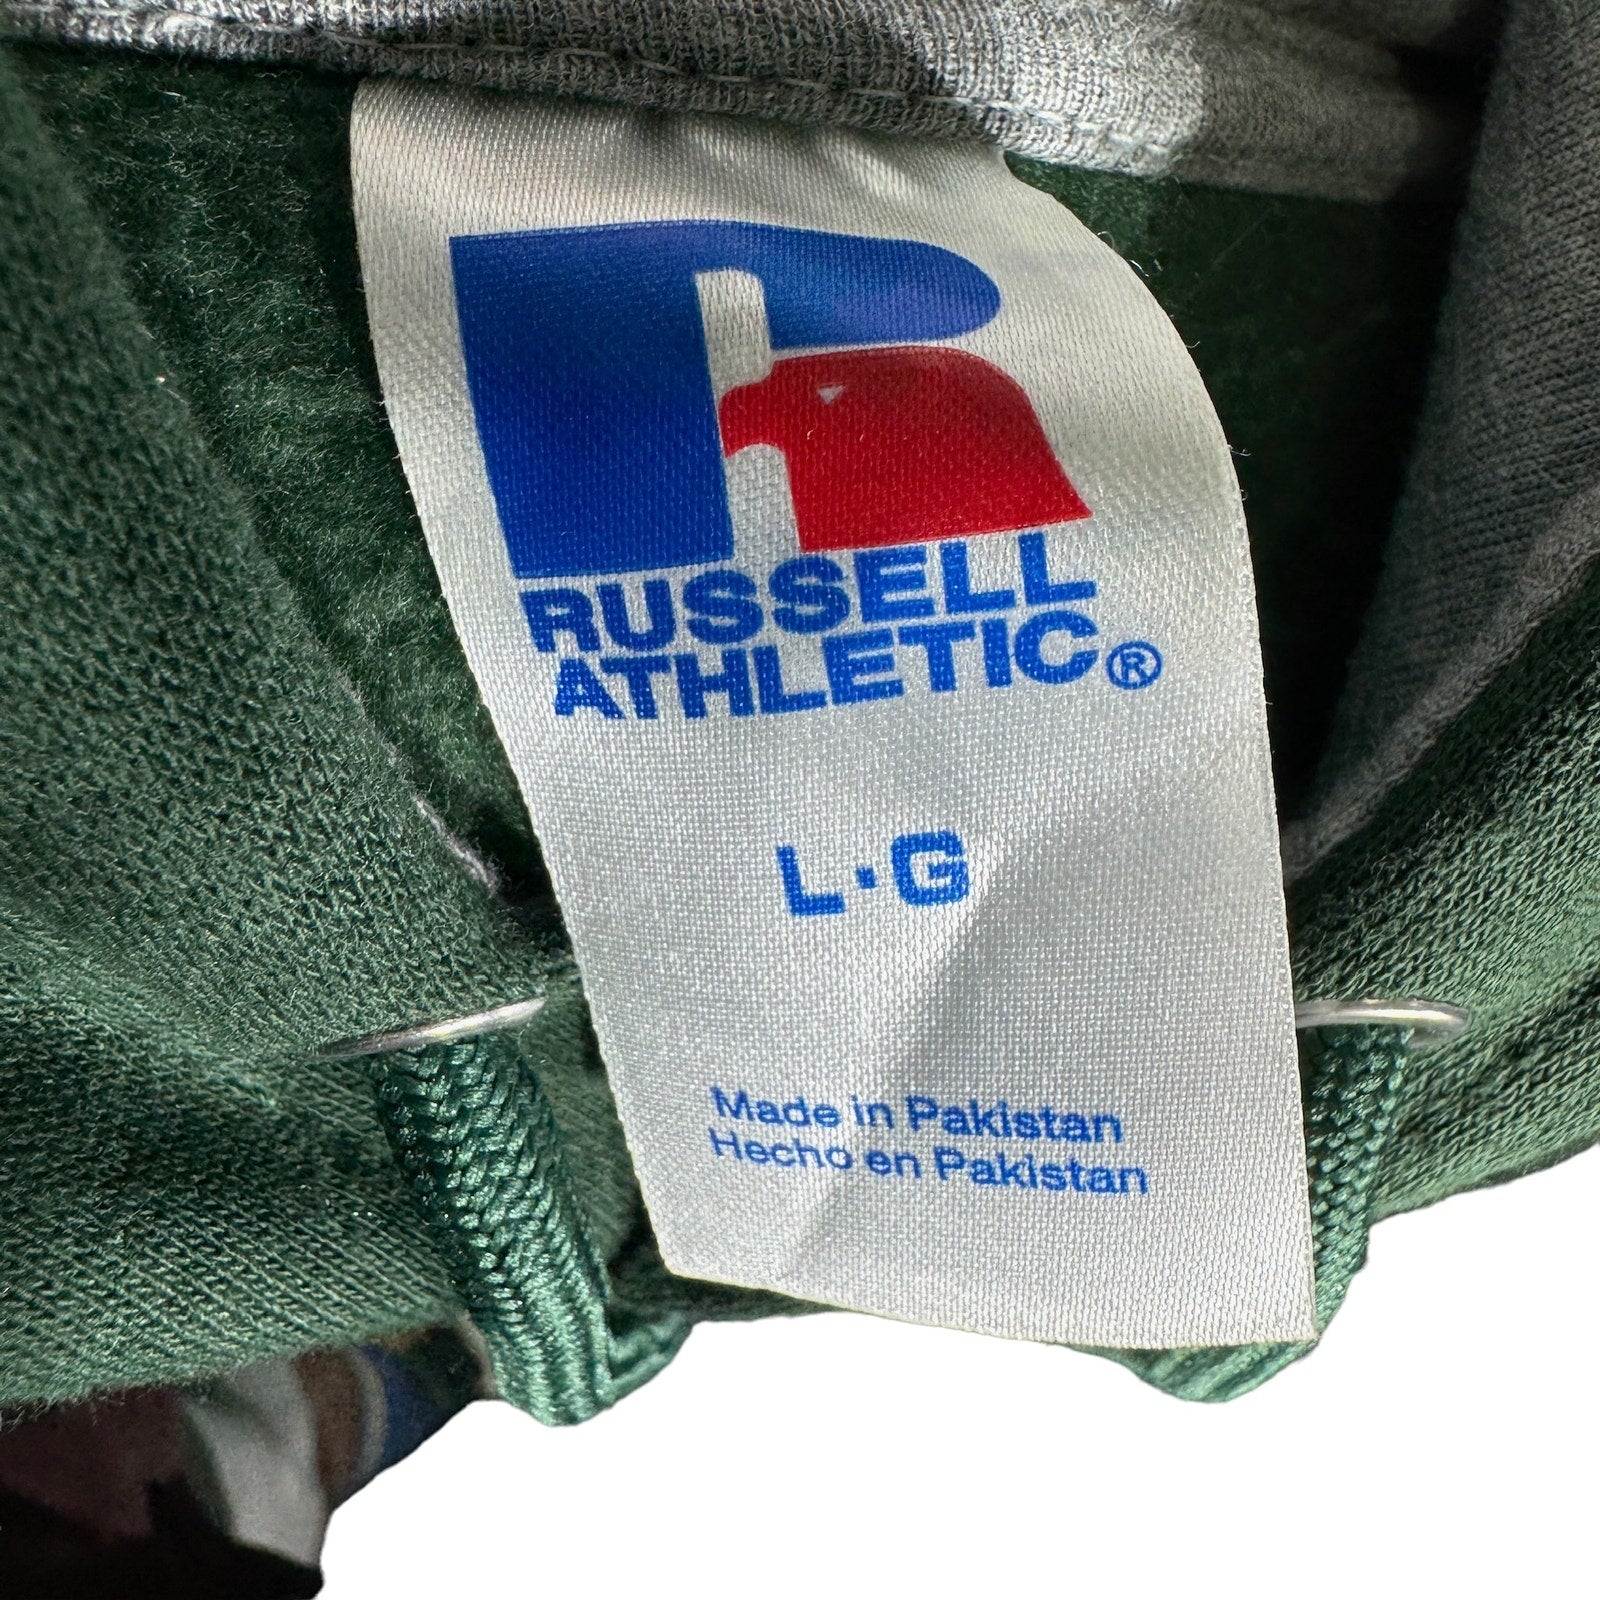 RUSSELL
ATHLETIC®
L·G
Made in Pakistan
Hecho en Pakistan